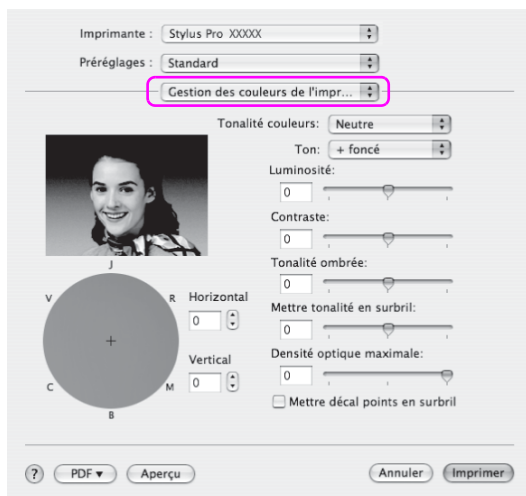 Imprimante : Stylus Pro XXXXX
Préréglages : Standard
Gestion des couleurs de l'impr...
Tonalité couleurs: Neutre
Ton: + foncé
Luminosité:
0
Contraste:
0
Tonalité ombrée:
0
Mettre tonalité en surbril:
0
Densité optique maximale:
0
Mettre décal points en surbril
J
V
R
C
M
B
Horizontal
0
Vertical
0
? PDF Aperçu Annuler Imprimer